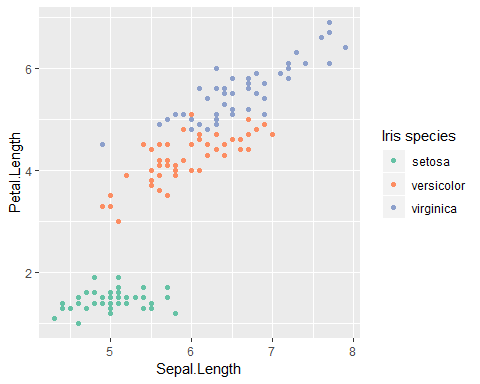 6
4
2
Petal.Length
5
6
7
8
Sepal.Length
Iris species
setosa
versicolor
virginica